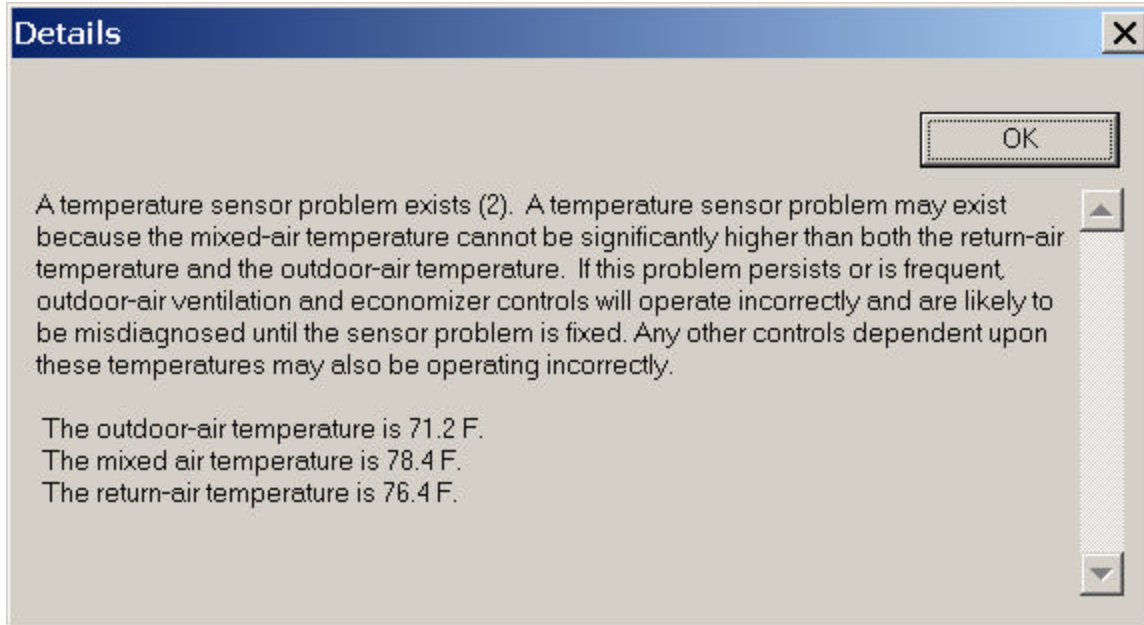 Details
OK
A temperature sensor problem exists (2). A temperature sensor problem may exist
because the mixed-air temperature cannot be significantly higher than both the return-air
temperature and the outdoor-air temperature. If this problem persists or is frequent,
outdoor-air ventilation and economizer controls will operate incorrectly and are likely to
be misdiagnosed until the sensor problem is fixed. Any other controls dependent upon
these temperatures may also be operating incorrectly.
The outdoor-air temperature is 71.2 F.
The mixed air temperature is 78.4 F.
The return-air temperature is 76.4 F.